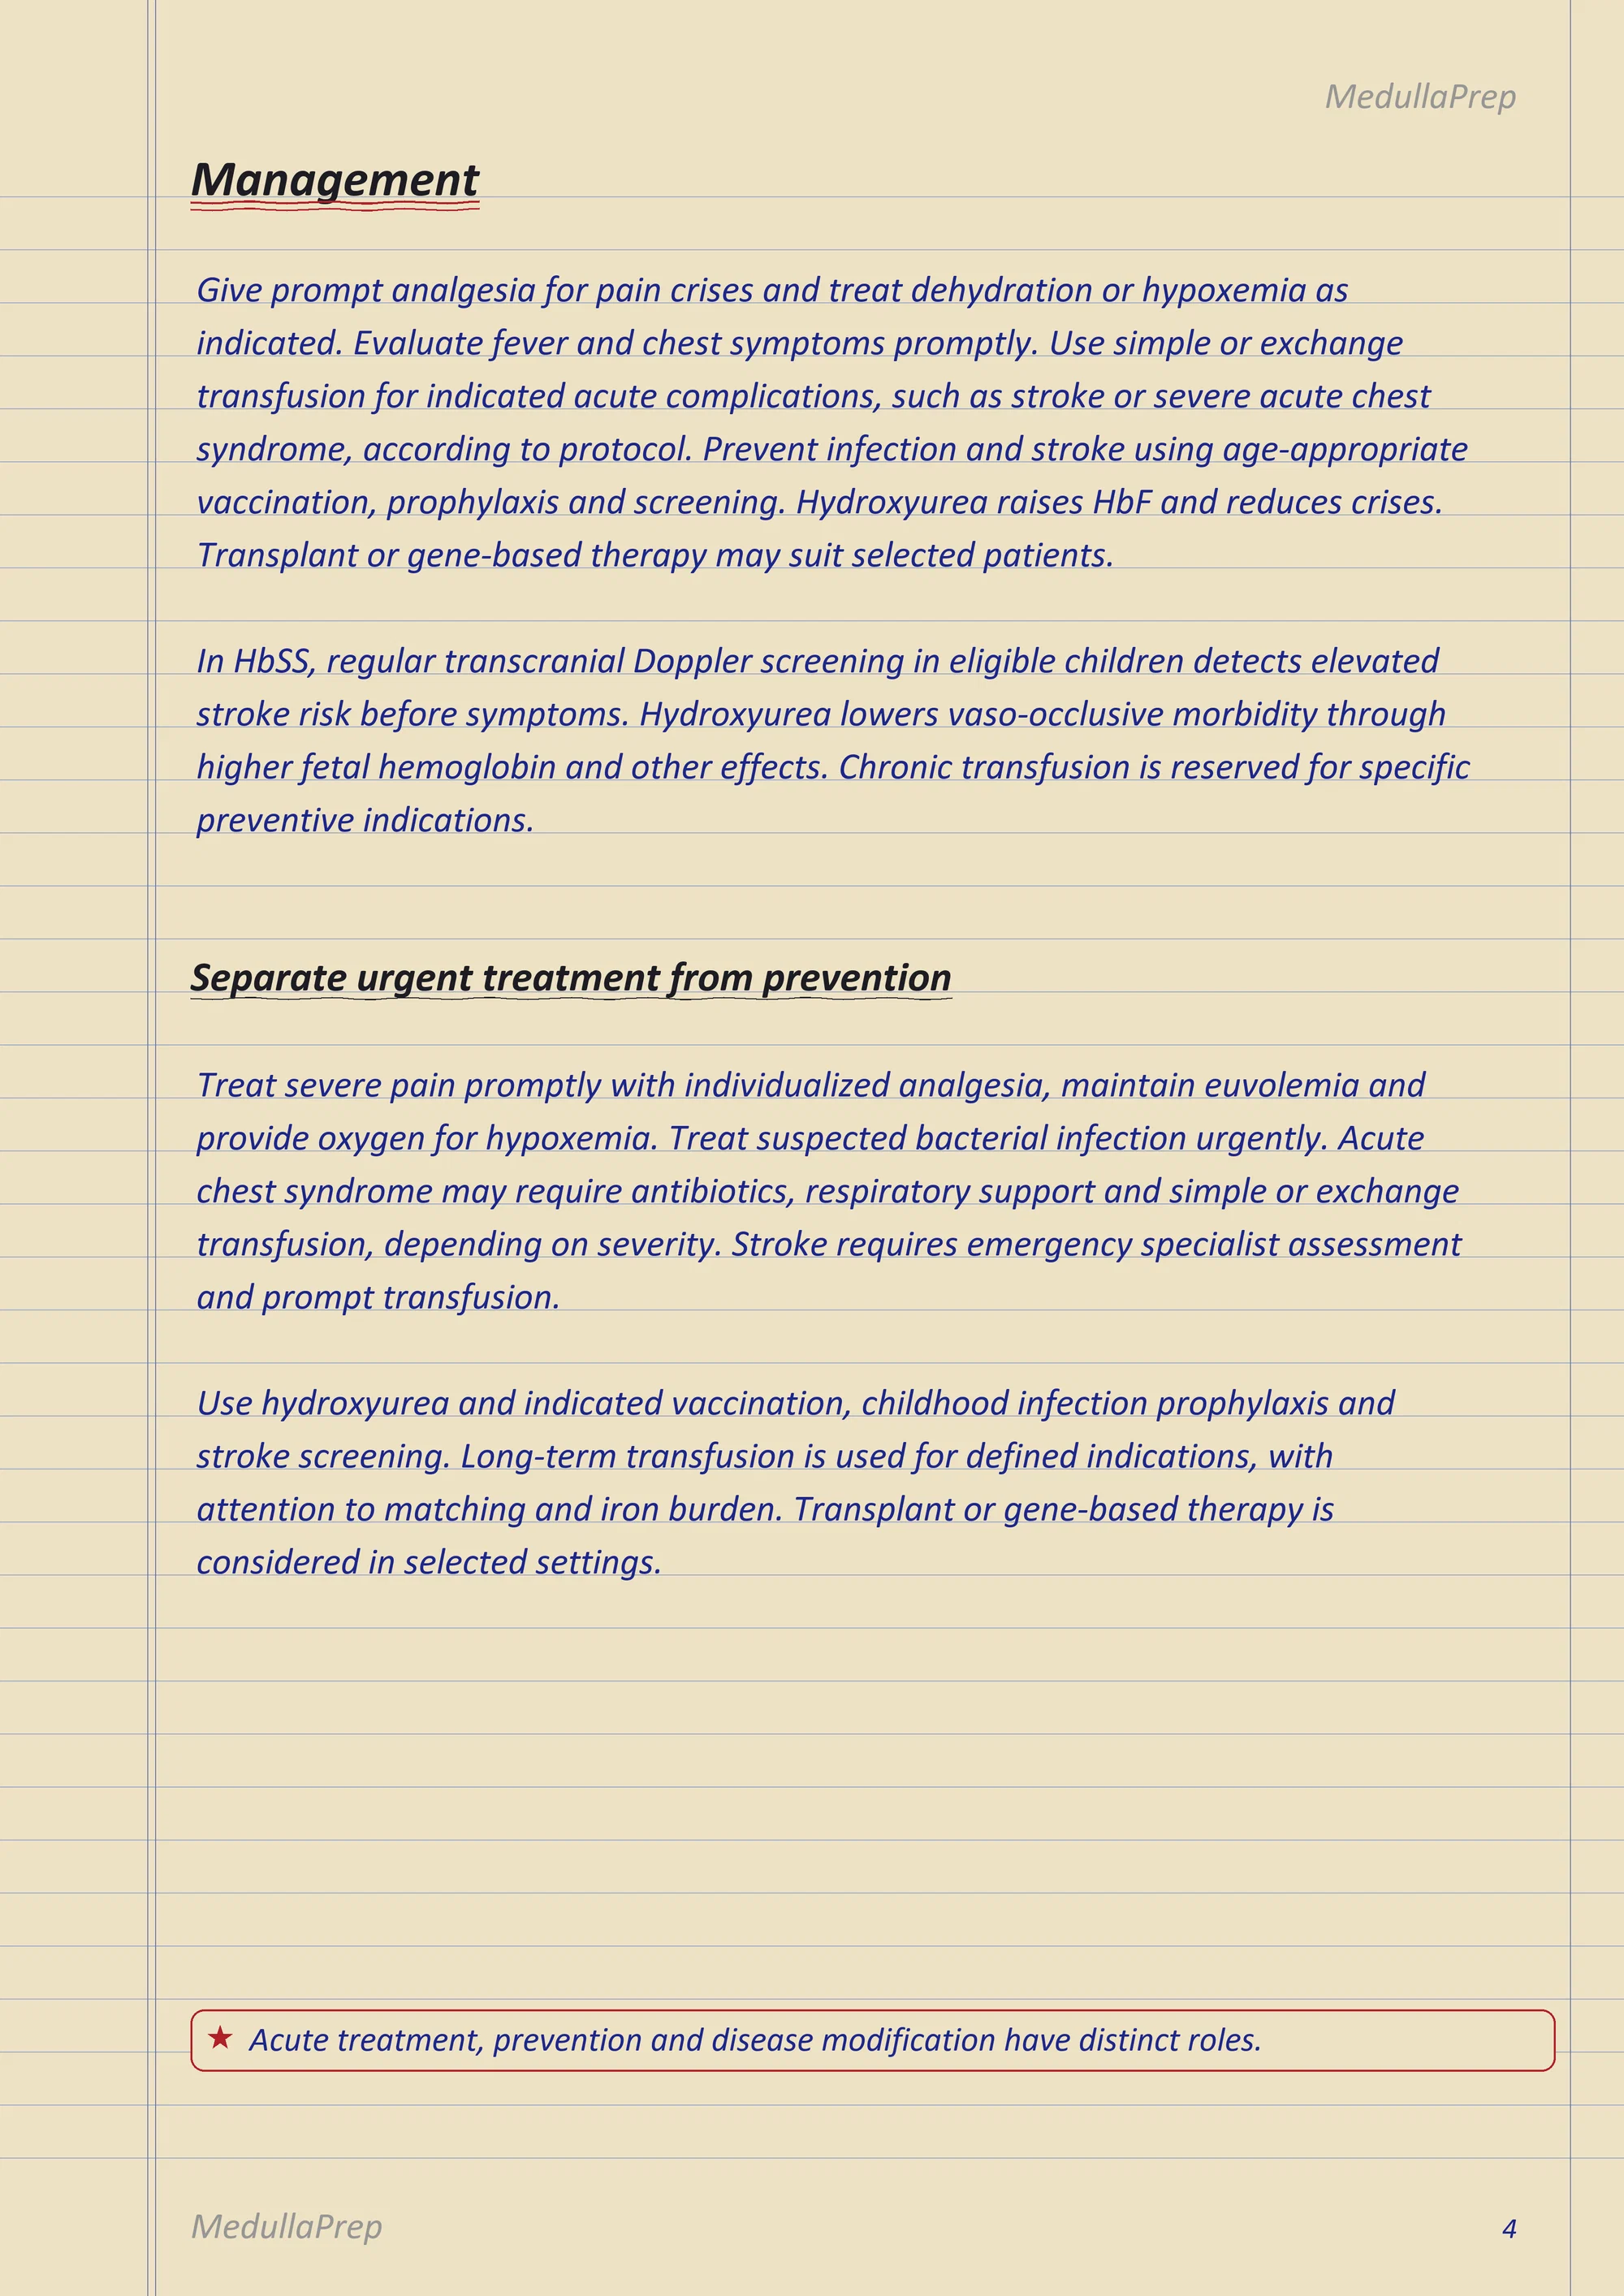 MedullaPrep
Management
Give prompt analgesia for pain crises and treat dehydration or hypoxemia as
indicated. Evaluate fever and chest symptoms promptly. Use simple or exchange
transfusion for indicated acute complications, such as stroke or severe acute chest
syndrome, according to protocol. Prevent infection and stroke using age-appropriate
vaccination, prophylaxis and screening. Hydroxyurea raises HbF and reduces crises.
Transplant or gene-based therapy may suit selected patients.
In HbSS, regular transcranial Doppler screening in eligible children detects elevated
stroke risk before symptoms. Hydroxyurea lowers vaso-occlusive morbidity through
higher fetal hemoglobin and other effects. Chronic transfusion is reserved for specific
preventive indications.
Separate urgent treatment from prevention
Treat severe pain promptly with individualized analgesia, maintain euvolemia and
provide oxygen for hypoxemia. Treat suspected bacterial infection urgently. Acute
chest syndrome may require antibiotics, respiratory support and simple or exchange
transfusion, depending on severity. Stroke requires emergency specialist assessment
and prompt transfusion.
Use hydroxyurea and indicated vaccination, childhood infection prophylaxis and
stroke screening. Long-term transfusion is used for defined indications, with
attention to matching and iron burden. Transplant or gene-based therapy is
considered in selected settings.
★ Acute treatment, prevention and disease modification have distinct roles.
MedullaPrep
4